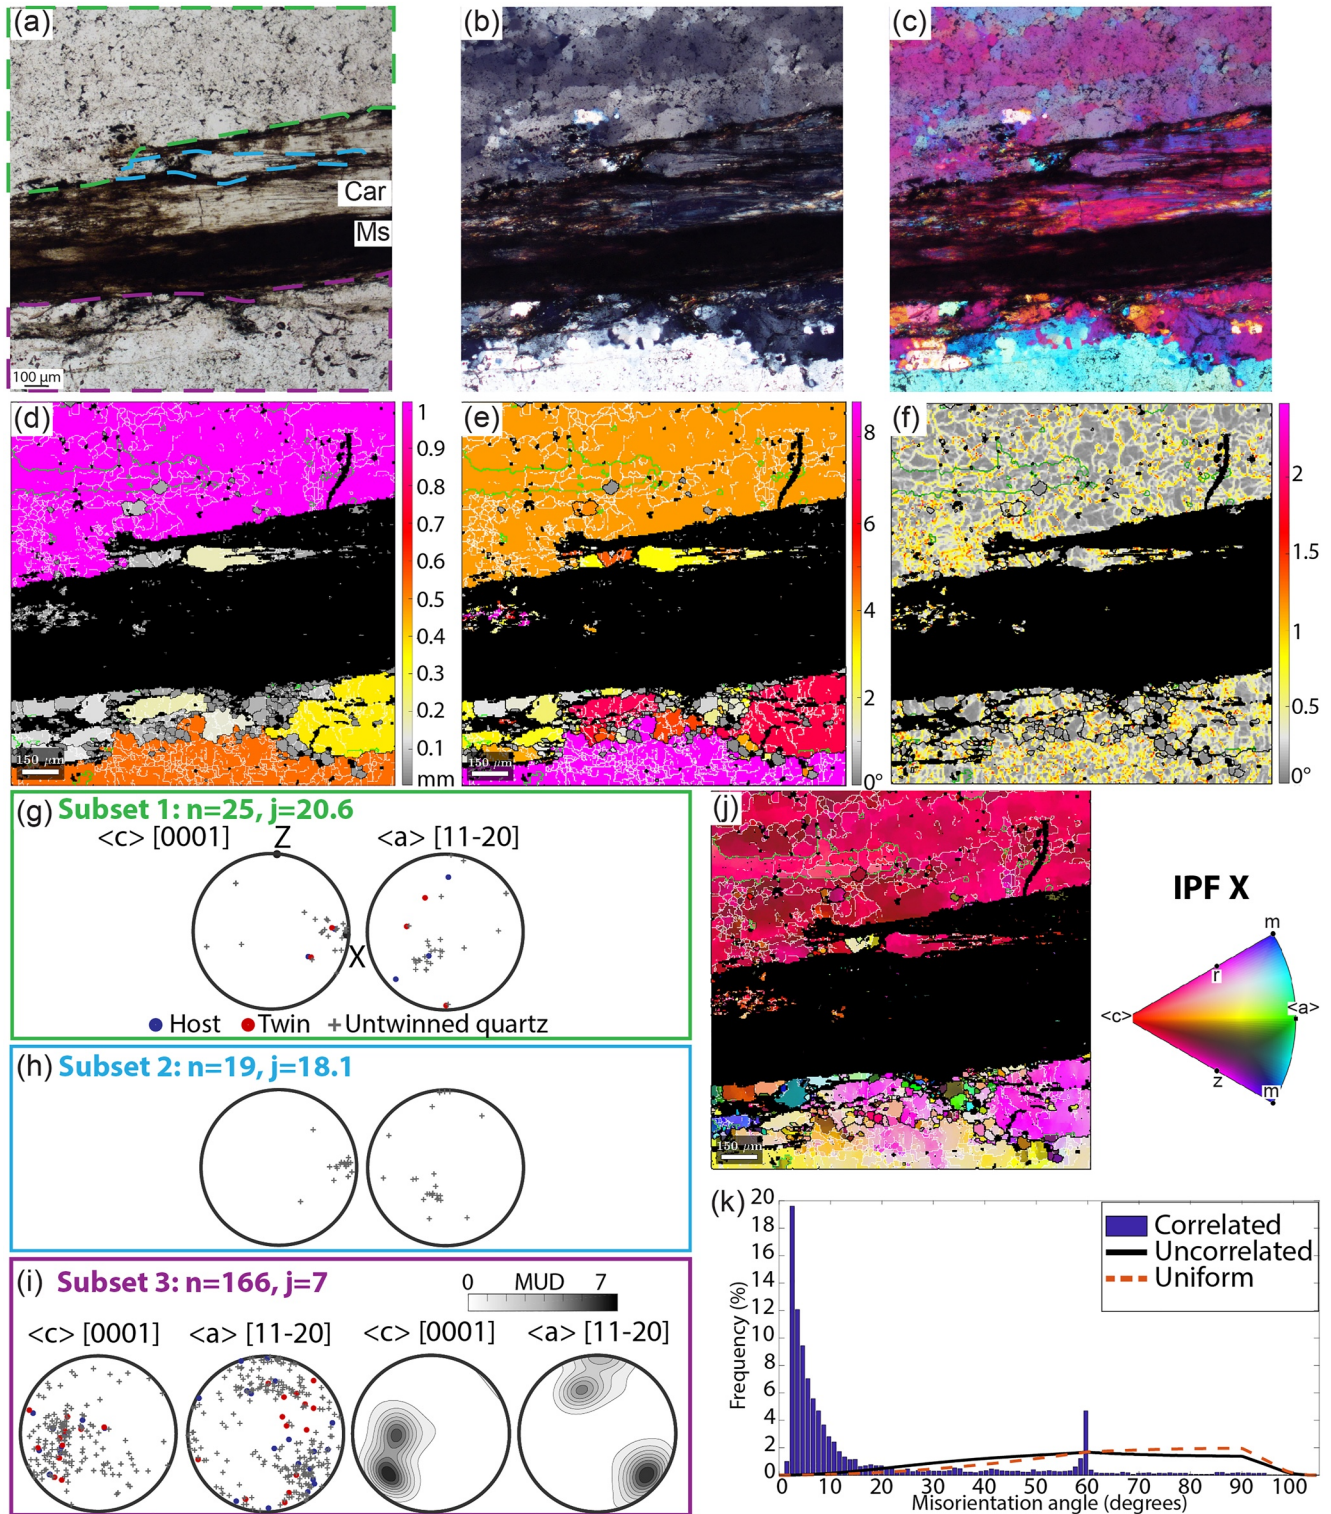 (a)
(b)
(c)
Car
Ms
100 µm
(d)
1
0.9
0.8
0.7
0.6
0.5
0.4
0.3
0.2
0.1
mm
150 µm
(e)
8
6
4
2
0°
150 µm
(f)
2
1.5
1
0.5
0°
(g) Subset 1: n=25, j=20.6
<c> [0001] Z <a> [11-20]
X
Host Twin Untwinned quartz
(h) Subset 2: n=19, j=18.1
(i) Subset 3: n=166, j=7
0 MUD 7
<c> [0001] <a> [11-20] <c> [0001] <a> [11-20]
(j)
150 µm
IPF X
m
r
<c>
<a>
z
m'
(k)
20
18
16
14
12
10
8
6
4
2
0
Frequency (%)
Correlated
Uncorrelated
Uniform
0 10 20 30 40 50 60 70 80 90 100
Misorientation angle (degrees)